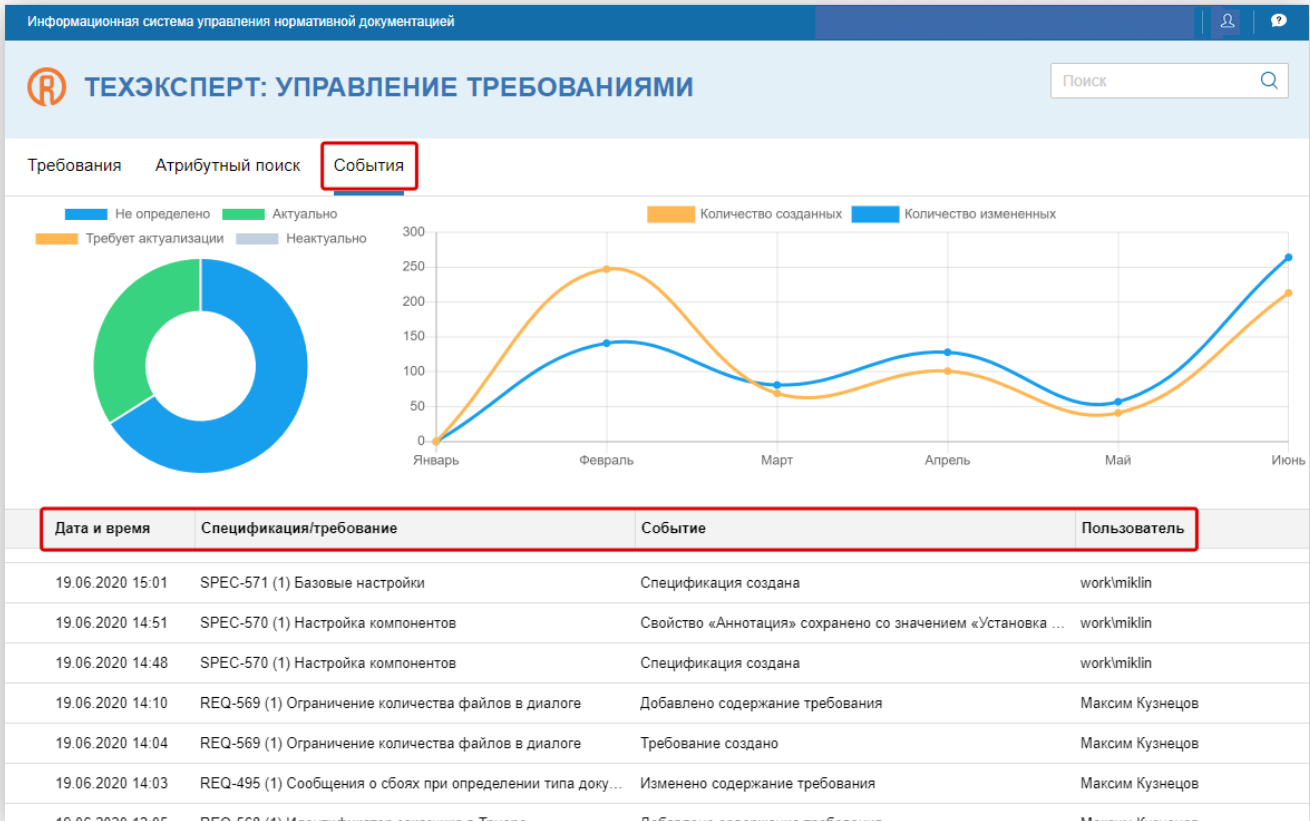 Информационная система управления нормативной документацией
ТЕХЭКСПЕРТ: УПРАВЛЕНИЕ ТРЕБОВАНИЯМИ
Поиск
Требования Атрибутный поиск События
Не определено Актуально
Требует актуализации Неактуально
Количество созданных Количество измененных
300
250
200
150
100
50
0
Январь Февраль Март Апрель Май Июнь
Дата и время Спецификация/требование Событие Пользователь
19.06.2020 15:01 SPEC-571 (1) Базовые настройки Спецификация создана work\miklin
19.06.2020 14:51 SPEC-570 (1) Настройка компонентов Свойство «Аннотация» сохранено со значением «Установка ... work\miklin
19.06.2020 14:48 SPEC-570 (1) Настройка компонентов Спецификация создана work\miklin
19.06.2020 14:10 REQ-569 (1) Ограничение количества файлов в диалоге Добавлено содержание требования Максим Кузнецов
19.06.2020 14:04 REQ-569 (1) Ограничение количества файлов в диалоге Требование создано Максим Кузнецов
19.06.2020 14:03 REQ-495 (1) Сообщения о сбоях при определении типа доку... Изменено содержание требования Максим Кузнецов